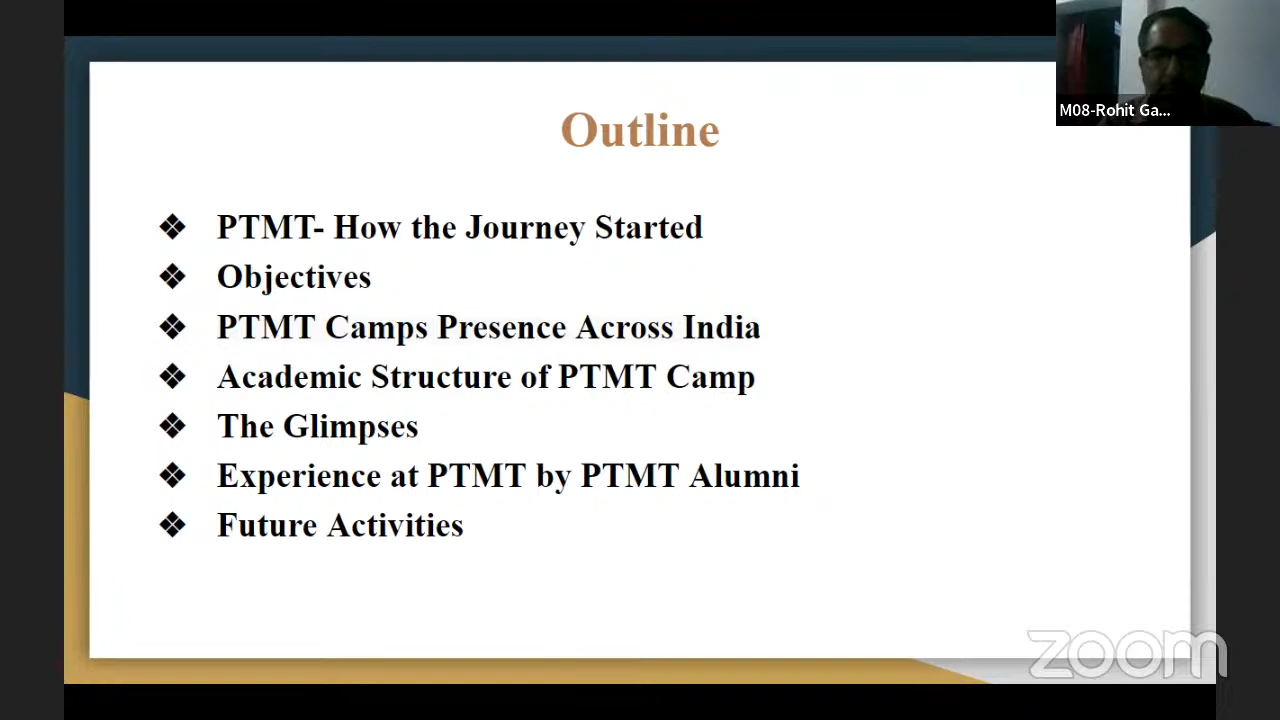 M08-Rohit Ga...
Outline
❖ PTMT- How the Journey Started
❖ Objectives
❖ PTMT Camps Presence Across India
❖ Academic Structure of PTMT Camp
❖ The Glimpses
❖ Experience at PTMT by PTMT Alumni
❖ Future Activities
zoom